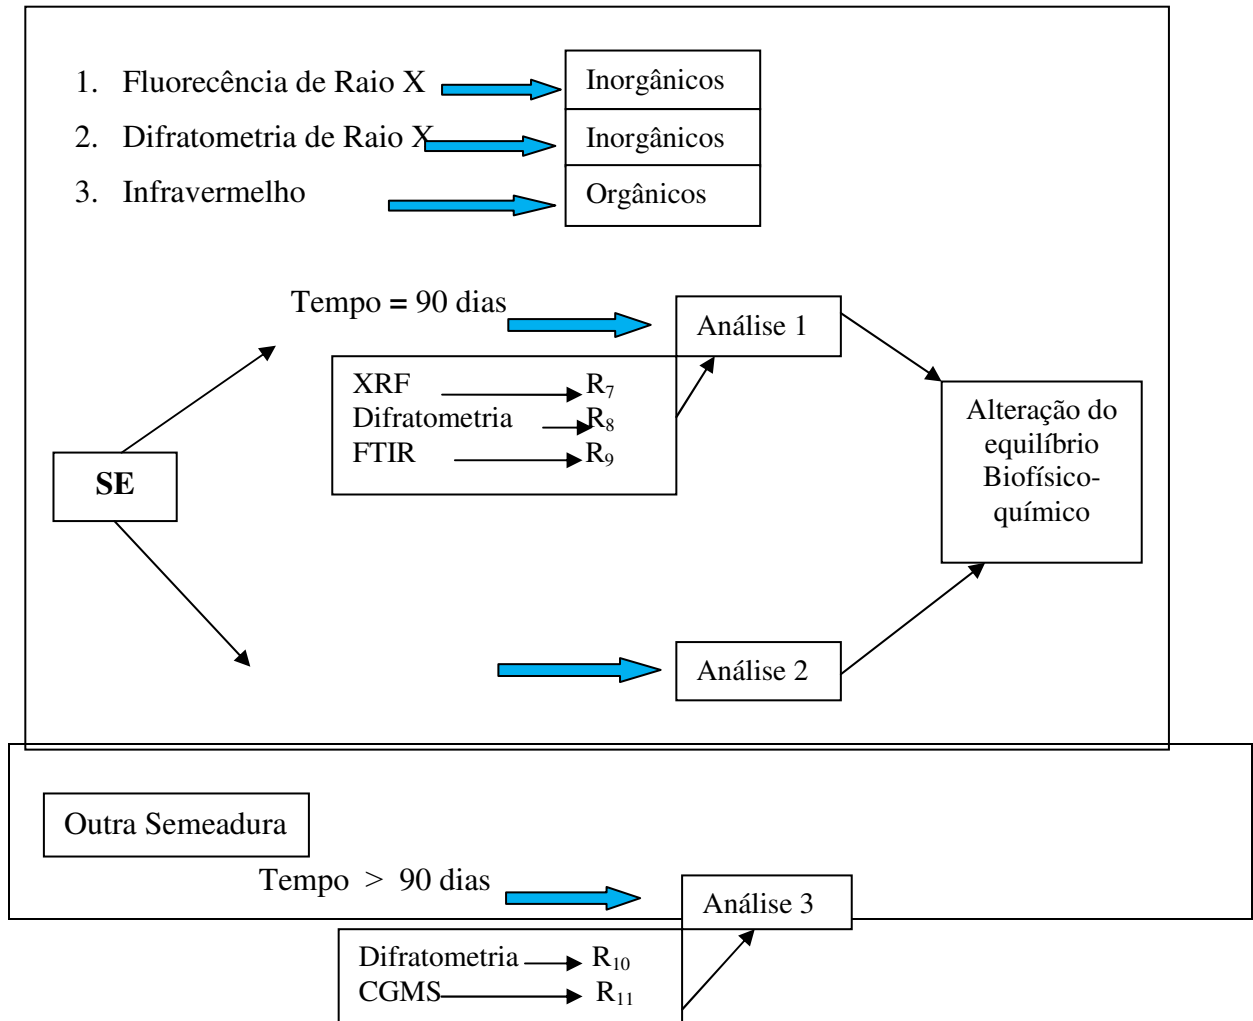 1. Fluorecência de Raio X Inorgânicos
2. Difratometria de Raio X Inorgânicos
3. Infravermelho Orgânicos
Tempo = 90 dias
Análise 1
XRF R7
Difratometria R8
FTIR R9
SE
Alteração do
equilíbrio
Biofísico-
químico
Análise 2
Outra Semeadura
Tempo > 90 dias
Análise 3
Difratometria R10
CGMS R11